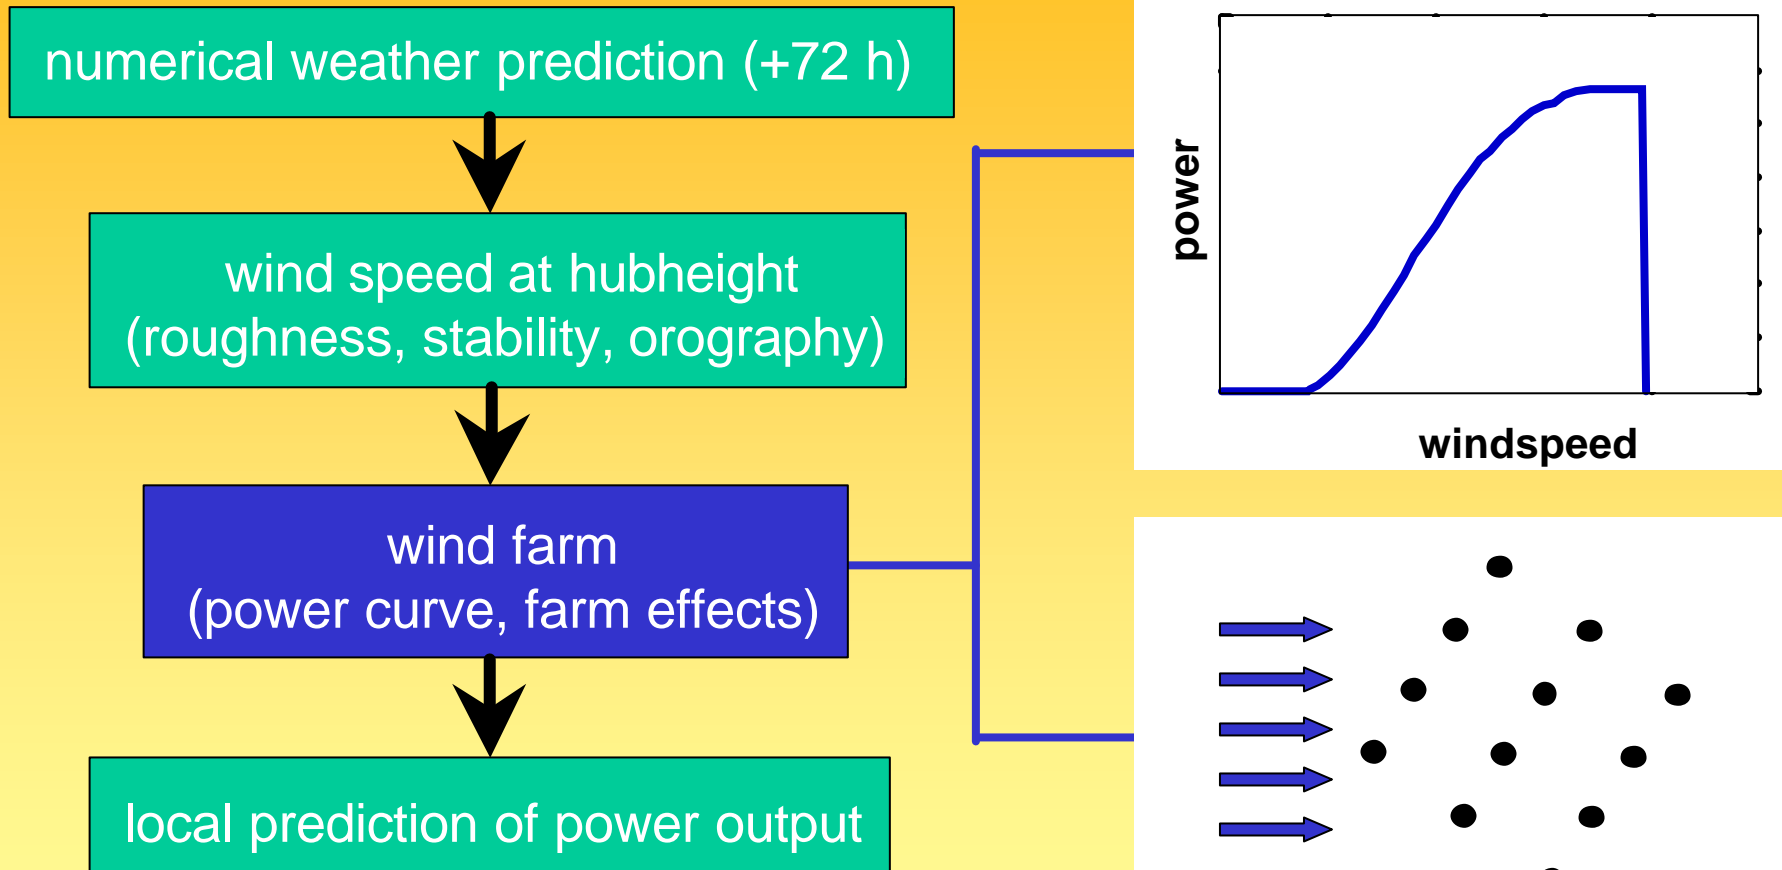 numerical weather prediction (+72 h)
wind speed at hubheight
(roughness, stability, orography)
wind farm
(power curve, farm effects)
local prediction of power output
power
windspeed